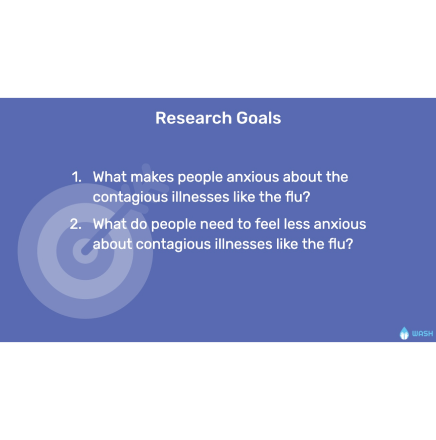 Research Goals
1. What makes people anxious about the
contagious illnesses like the flu?
2. What do people need to feel less anxious
about contagious illnesses like the flu?
WASH